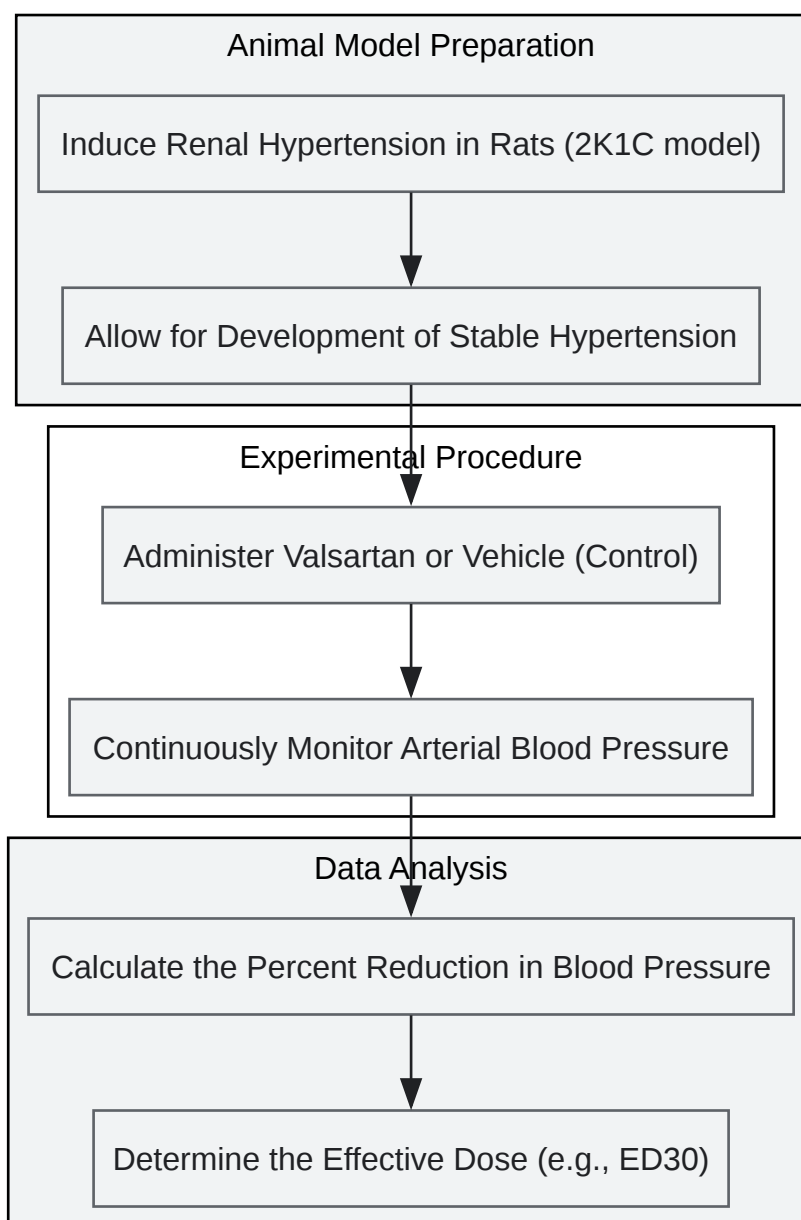 Animal Model Preparation
Induce Renal Hypertension in Rats (2K1C model)
Allow for Development of Stable Hypertension
Experimental Procedure
Administer Valsartan or Vehicle (Control)
Continuously Monitor Arterial Blood Pressure
Data Analysis
Calculate the Percent Reduction in Blood Pressure
Determine the Effective Dose (e.g., ED30)